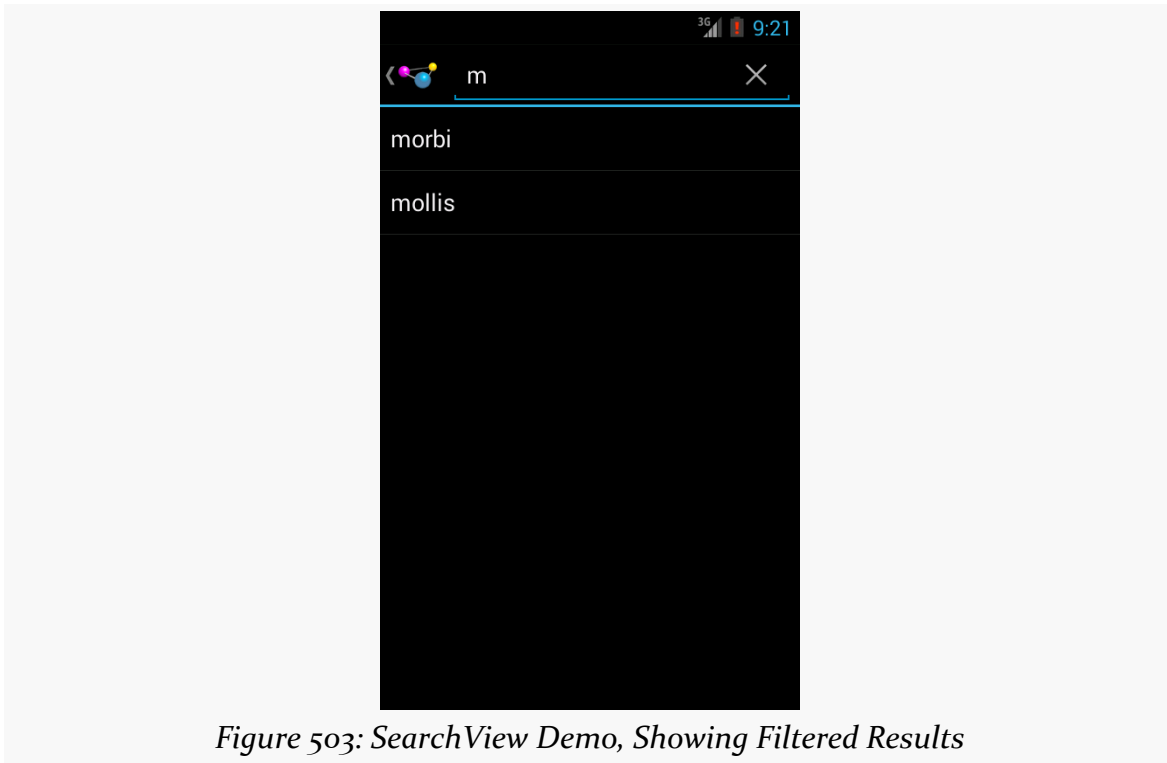 3G 9:21
m
morbi
mollis
Figure 503: SearchView Demo, Showing Filtered Results